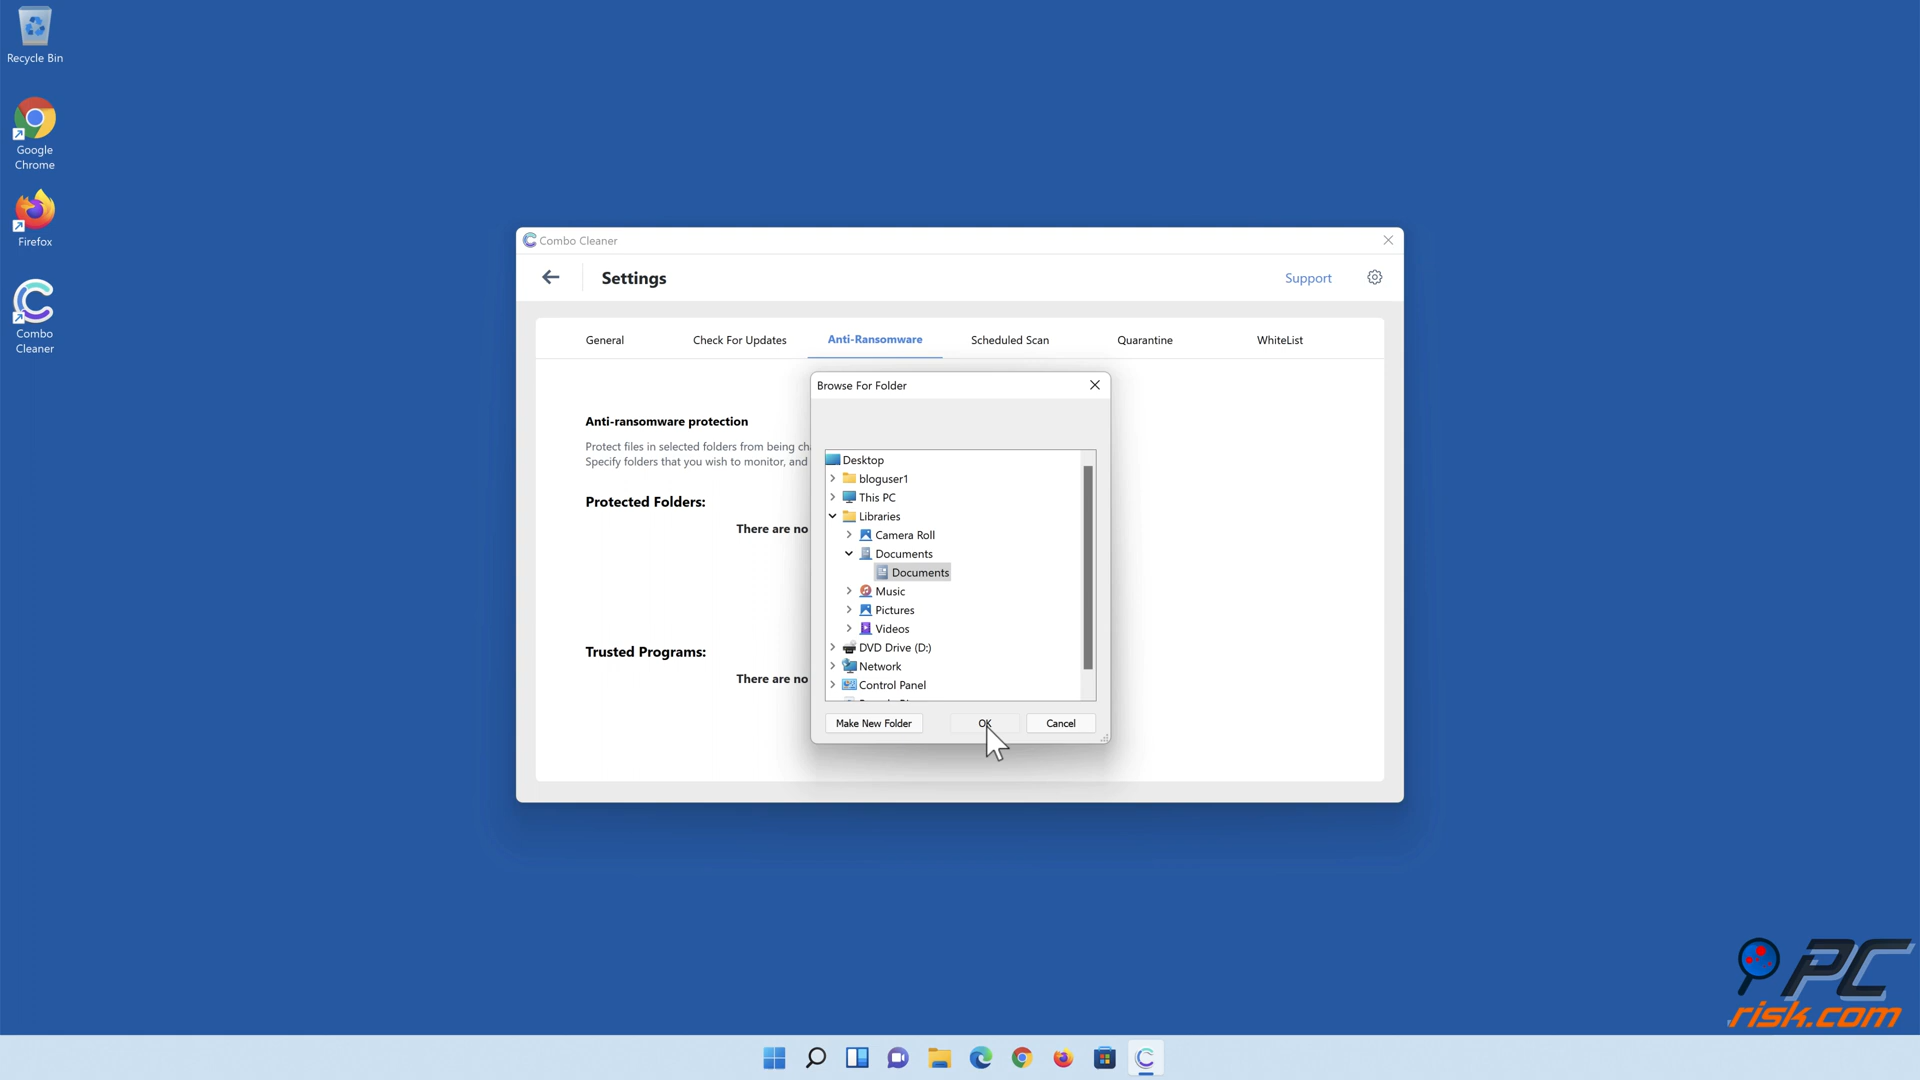 Recycle Bin
Google
Chrome
Firefox
Combo
Cleaner
Combo Cleaner
Settings
Support
General
Check For Updates
Anti-Ransomware
Scheduled Scan
Quarantine
WhiteList
Anti-ransomware protection
Protect files in selected folders from being
Specify folders that you wish to monitor, and
Protected Folders:
There are no
Trusted Programs:
There are no
Browse For Folder
Desktop
bloguser1
This PC
Libraries
Camera Roll
Documents
Documents
Music
Pictures
Videos
DVD Drive (D:)
Network
Control Panel
Make New Folder
OK
Cancel
PC
risk.com